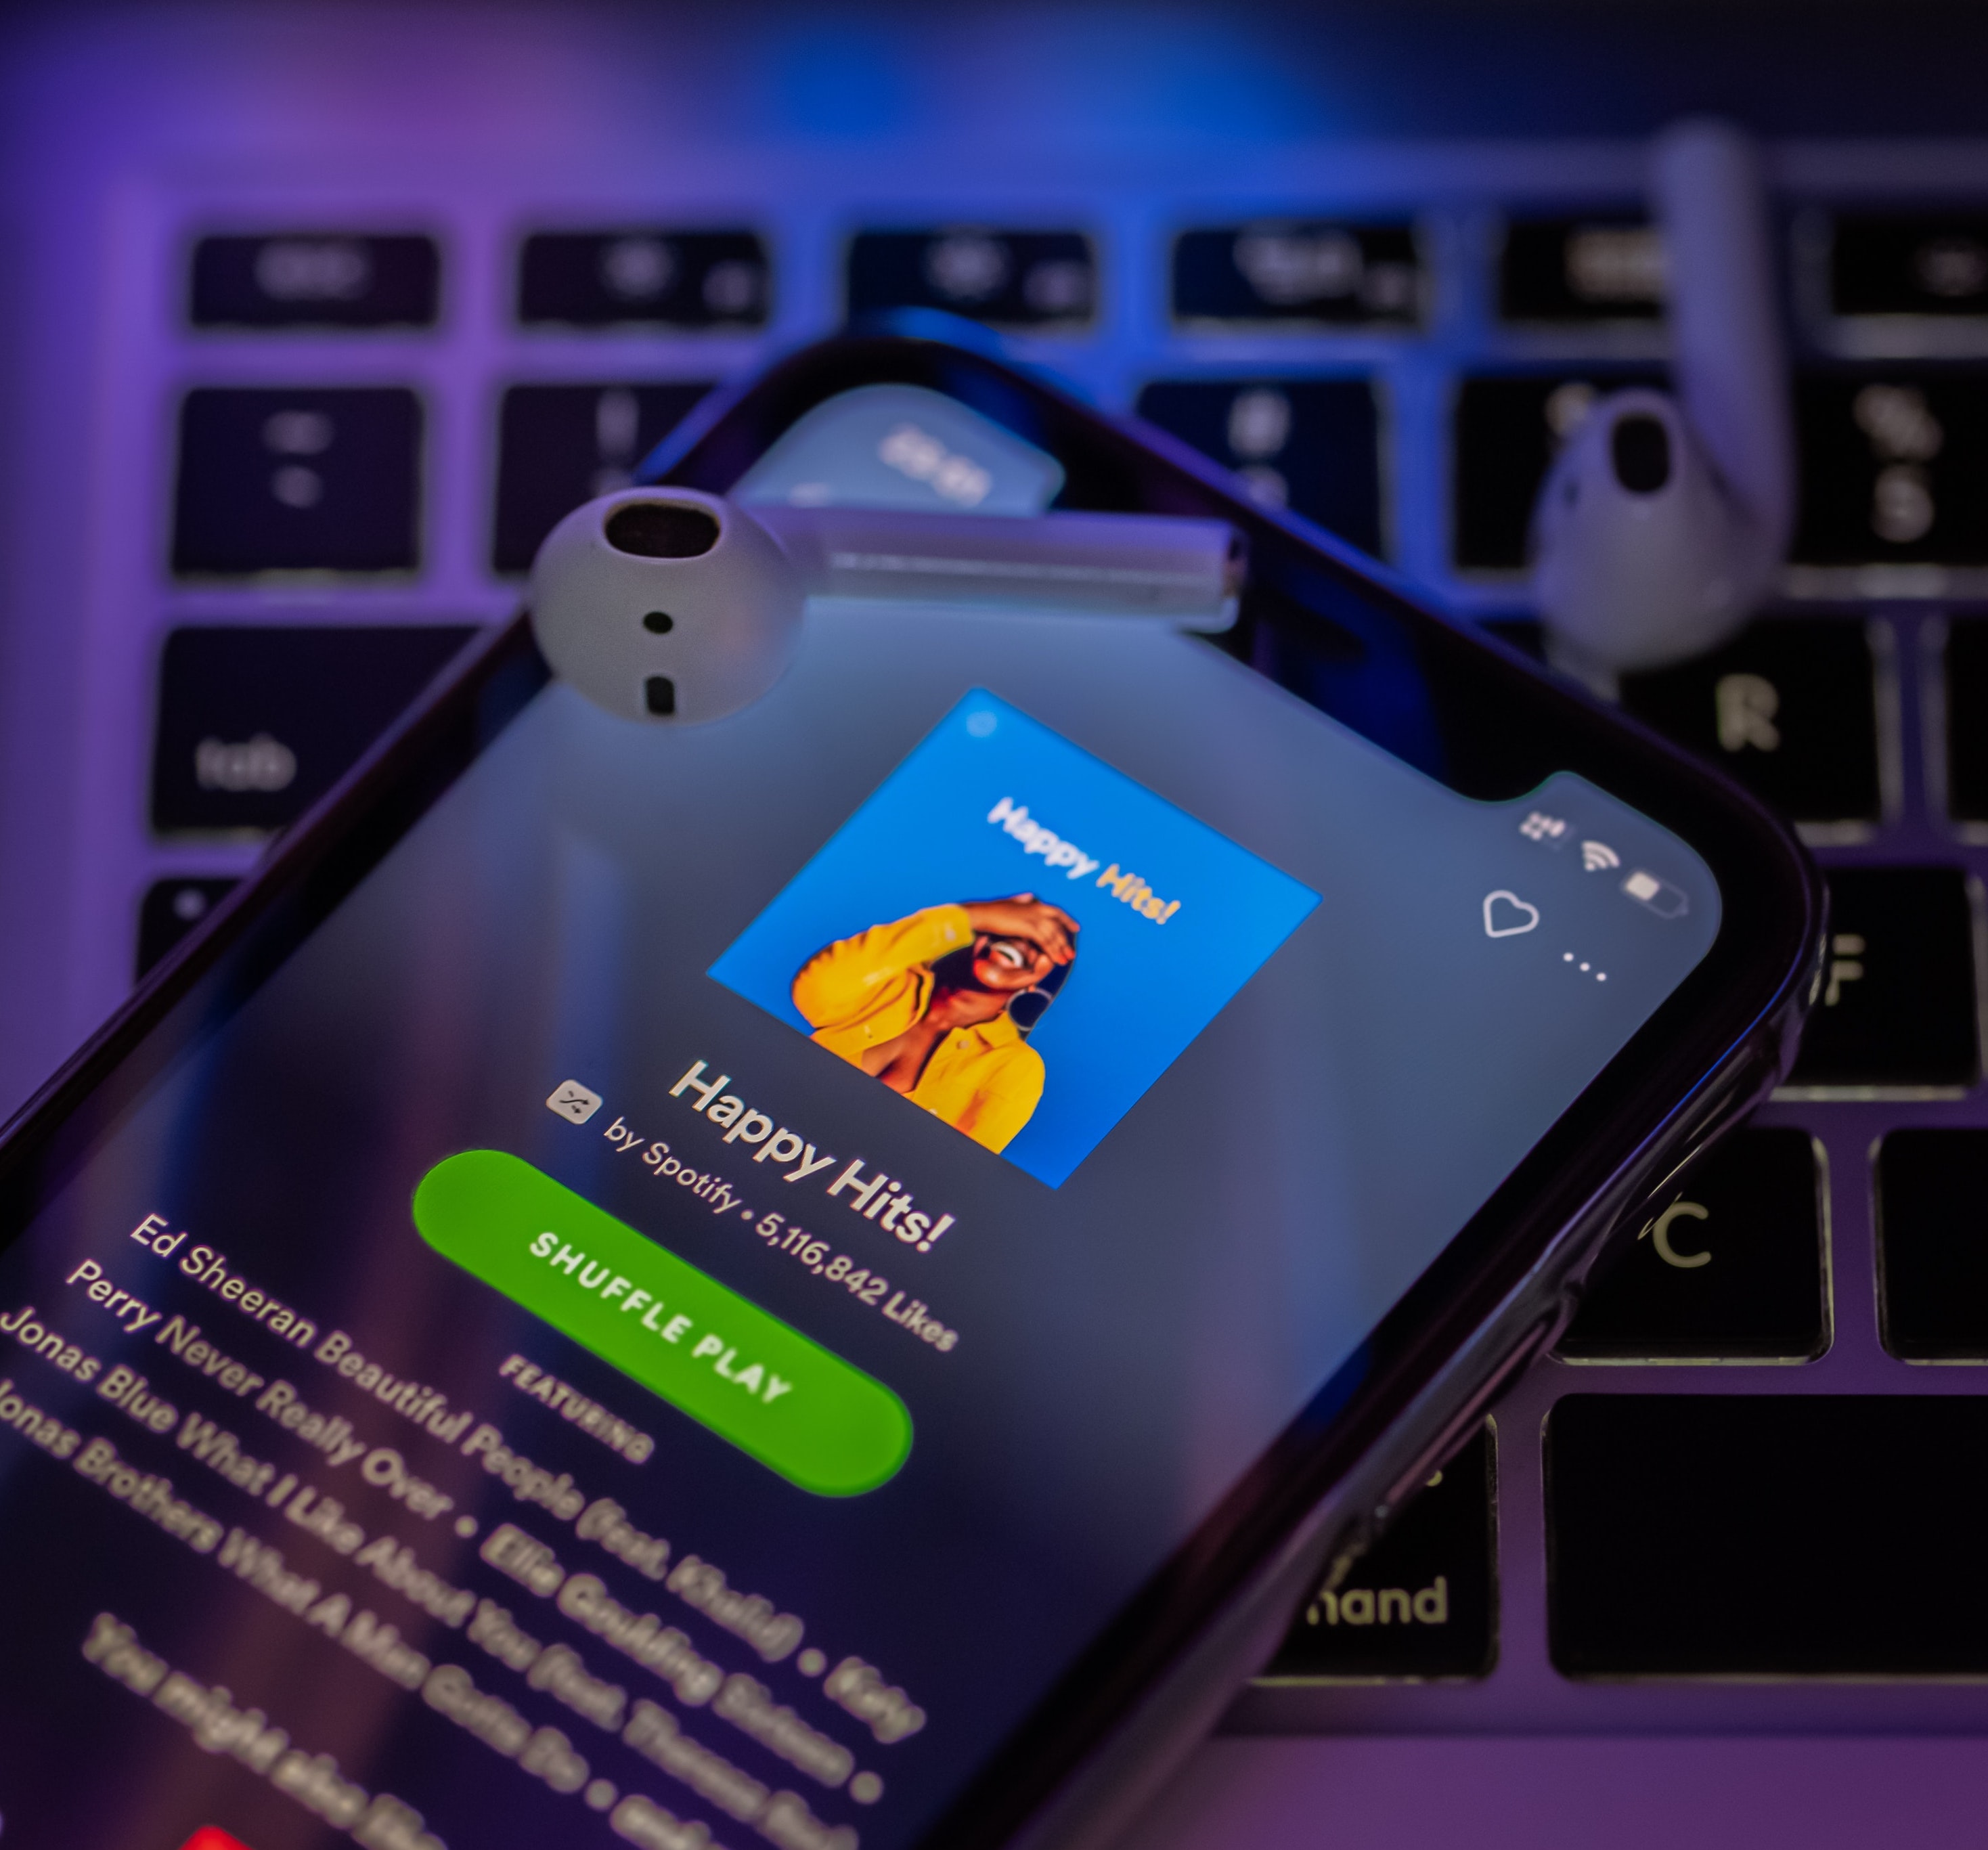 tab
R
F
C
Happy Hits!
Happy Hits!
by Spotify • 5,116,842 Likes
SHUFFLE PLAY
FEATURING
Ed Sheeran Beautiful People (feat. Khalid) • Katy
Perry Never Really Over • Ellie Goulding Sixteen •
Jonas Blue What I Like About You (feat. Theresa
Jonas Brothers What A Man Gotta Do •
You might also like
mand